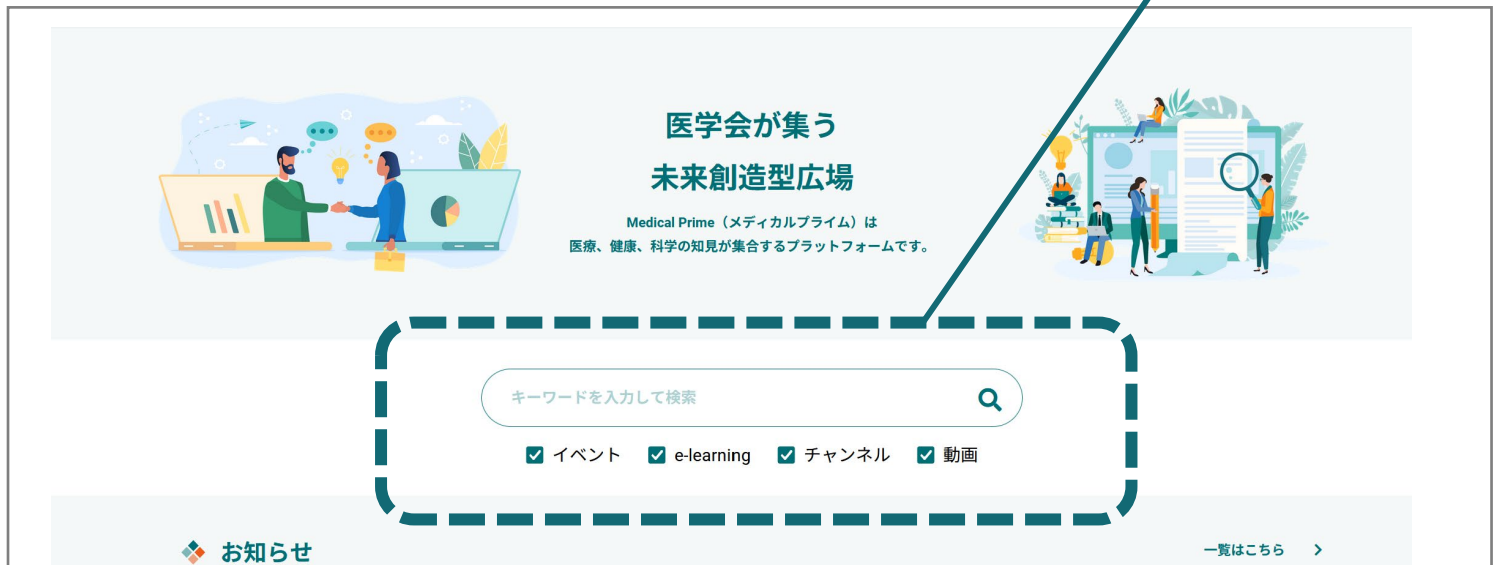 医学会が集う
未来創造型広場
Medical Prime（メディカルプライム）は
医療、健康、科学の知見が集合するプラットフォームです。
キーワードを入力して検索
イベント e-learning チャンネル 動画
お知らせ 一覧はこちら